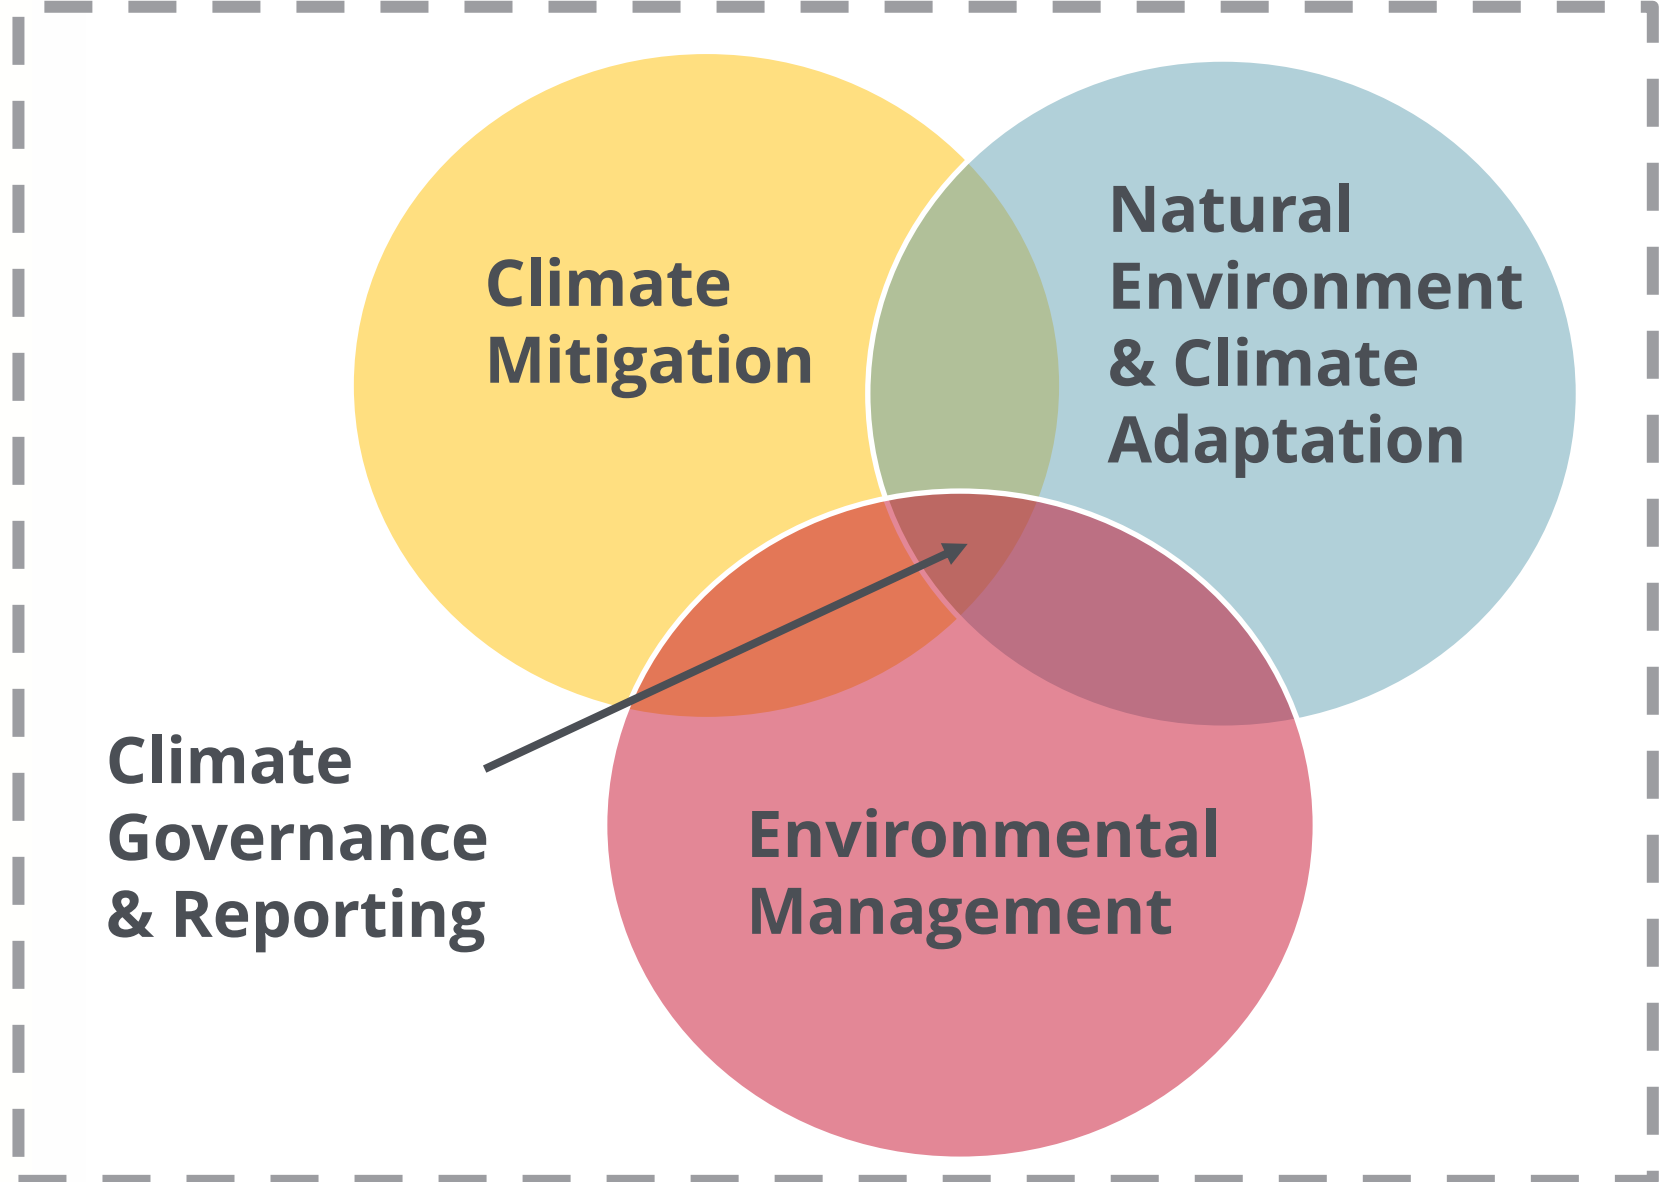 Climate
Mitigation
Natural
Environment
& Climate
Adaptation
Climate
Governance
& Reporting
Environmental
Management